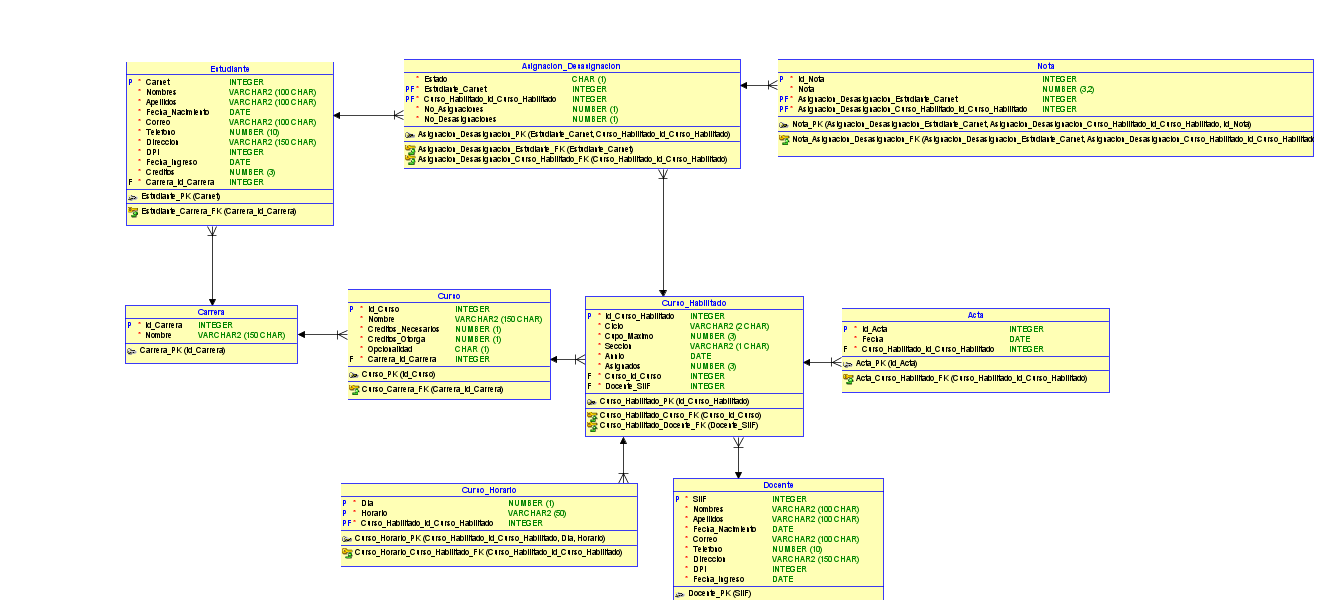 Estudiante
P * Carnet INTEGER
* Nombres VARCHAR2 (100 CHAR)
* Apellidos VARCHAR2 (100 CHAR)
* Fecha_Nacimiento DATE
* Correo VARCHAR2 (100 CHAR)
* Telefono NUMBER (10)
* Direccion VARCHAR2 (150 CHAR)
* DPI INTEGER
* Fecha_Ingreso DATE
* Creditos NUMBER (3)
F * Carrera_Id_Carrera INTEGER
Estudiante_PK (Carnet)
Estudiante_Carrera_FK (Carrera_Id_Carrera)
Asignacion_Desasignacion
* Estado CHAR (1)
PF * Estudiante_Carnet INTEGER
PF * Curso_Habilitado_Id_Curso_Habilitado INTEGER
* No_Asignaciones NUMBER (1)
* No_Desasignaciones NUMBER (1)
Asignacion_Desasignacion_PK (Estudiante_Carnet, Curso_Habilitado_Id_Curso_Habilitado)
Asignacion_Desasignacion_Estudiante_FK (Estudiante_Carnet)
Asignacion_Desasignacion_Curso_Habilitado_FK (Curso_Habilitado_Id_Curso_Habilitado)
Nota
P * Id_Nota INTEGER
* Nota NUMBER (3,2)
PF * Asignacion_Desasignacion_Estudiante_Carnet INTEGER
PF * Asignacion_Desasignacion_Curso_Habilitado_Id_Curso_Habilitado INTEGER
Nota_PK (Asignacion_Desasignacion_Estudiante_Carnet, Asignacion_Desasignacion_Curso_Habilitado_Id_Curso_Habilitado, Id_Nota)
Nota_Asignacion_Desasignacion_FK (Asignacion_Desasignacion_Estudiante_Carnet, Asignacion_Desasignacion_Curso_Habilitado_Id_Curso_Habilitad
Carrera
P * Id_Carrera INTEGER
* Nombre VARCHAR2 (150 CHAR)
Carrera_PK (Id_Carrera)
Curso
P * Id_Curso INTEGER
* Nombre VARCHAR2 (150 CHAR)
* Creditos_Necesarios NUMBER (1)
* Creditos_Otorga NUMBER (1)
* Opcionalidad CHAR (1)
F * Carrera_Id_Carrera INTEGER
Curso_PK (Id_Curso)
Curso_Carrera_FK (Carrera_Id_Carrera)
Curso_Habilitado
P * Id_Curso_Habilitado INTEGER
* Ciclo VARCHAR2 (2 CHAR)
* Cupo_Maximo NUMBER (3)
* Seccion VARCHAR2 (1 CHAR)
* Annio DATE
* Asignados NUMBER (3)
F * Curso_Id_Curso INTEGER
F * Docente_SIIF INTEGER
Curso_Habilitado_PK (Id_Curso_Habilitado)
Curso_Habilitado_Curso_FK (Curso_Id_Curso)
Curso_Habilitado_Docente_FK (Docente_SIIF)
Acta
P * Id_Acta INTEGER
* Fecha DATE
F * Curso_Habilitado_Id_Curso_Habilitado INTEGER
Acta_PK (Id_Acta)
Acta_Curso_Habilitado_FK (Curso_Habilitado_Id_Curso_Habilitado)
Curso_Horario
P * Dia NUMBER (1)
P * Horario VARCHAR2 (50)
PF * Curso_Habilitado_Id_Curso_Habilitado INTEGER
Curso_Horario_PK (Curso_Habilitado_Id_Curso_Habilitado, Dia, Horario)
Curso_Horario_Curso_Habilitado_FK (Curso_Habilitado_Id_Curso_Habilitado)
Docente
P * SIIF INTEGER
* Nombres VARCHAR2 (100 CHAR)
* Apellidos VARCHAR2 (100 CHAR)
* Fecha_Nacimiento DATE
* Correo VARCHAR2 (100 CHAR)
* Telefono NUMBER (10)
* Direccion VARCHAR2 (150 CHAR)
* DPI INTEGER
* Fecha_Ingreso DATE
Docente_PK (SIIF)